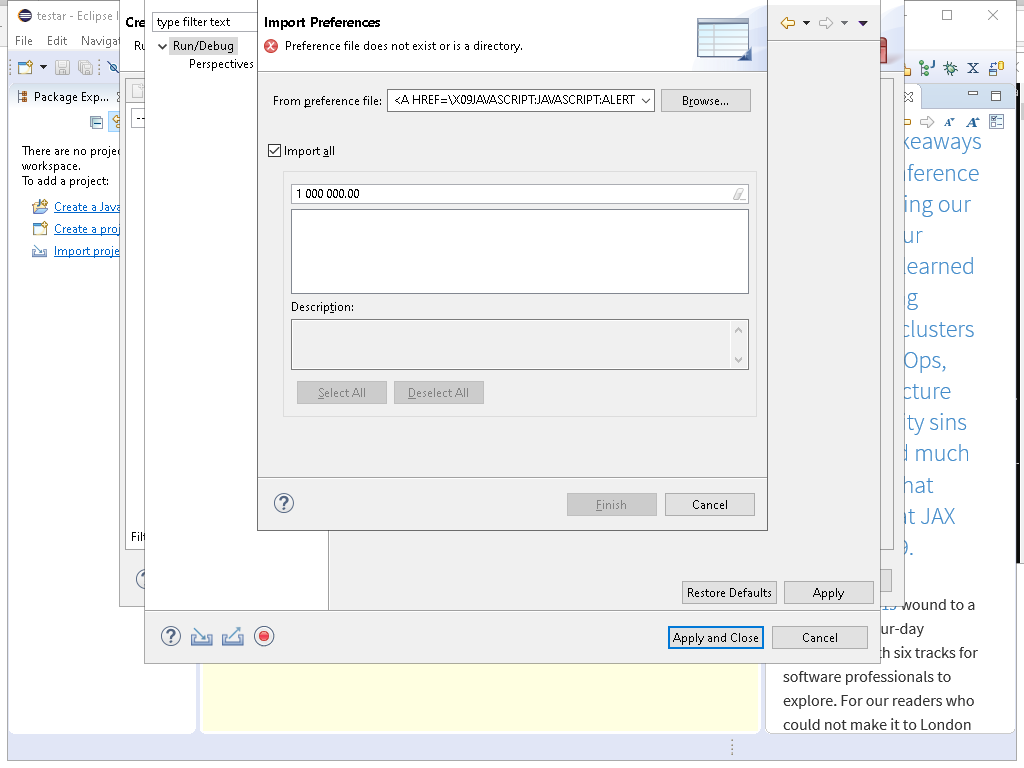 testar - Eclipse I
File Edit Navigat
Package Exp...
There are no projec
workspace.
To add a project:
Create a Java
Create a proj
Import proje
Cre
Ru
--
Filt
type filter text
Run/Debug
Perspectives
Import Preferences
Preference file does not exist or is a directory.
From preference file: <A HREF=\X09JAVASCRIPT:JAVASCRIPT:ALERT
Browse...
Import all
1 000 000.00
Description:
Select All Deselect All
Finish Cancel
Restore Defaults Apply
Apply and Close Cancel
keaways
nference
ing our
ur
learned
g
clusters
Ops,
cture
ity sins
d much
hat
at JAX
9.
wound to a
ur-day
th six tracks for
software professionals to
explore. For our readers who
could not make it to London